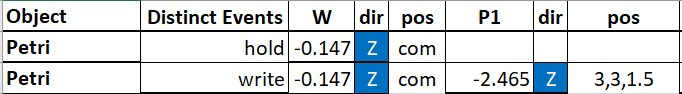 Object Distinct Events W dir pos P1 dir pos
Petri hold -0.147 Z com
Petri write -0.147 Z com -2.465 Z 3,3,1.5